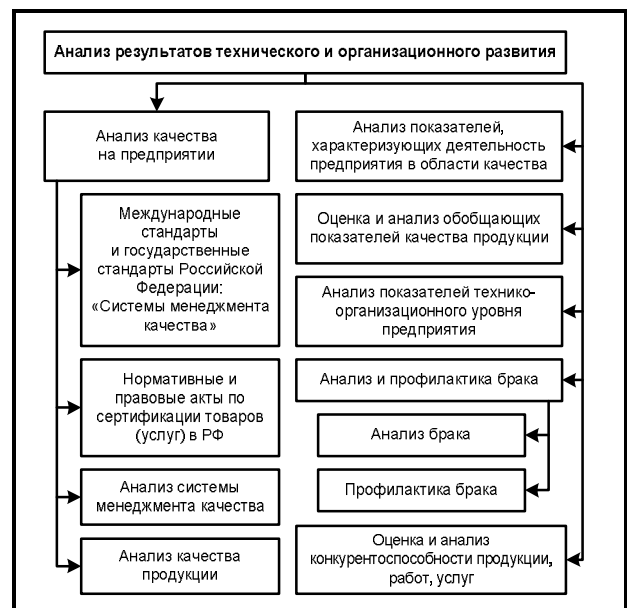 Анализ результатов технического и организационного развития
Анализ качества
на предприятии
Международные
стандарты
и государственные
стандарты Российской
Федерации:
«Системы менеджмента
качества»
Нормативные и
правовые акты по
сертификации товаров
(услуг) в РФ
Анализ системы
менеджмента качества
Анализ качества
продукции
Анализ показателей,
характеризующих деятельность
предприятия в области качества
Оценка и анализ обобщающих
показателей качества продукции
Анализ показателей технико-
организационного уровня
предприятия
Анализ и профилактика брака
Анализ брака
Профилактика брака
Оценка и анализ
конкурентоспособности продукции,
работ, услуг